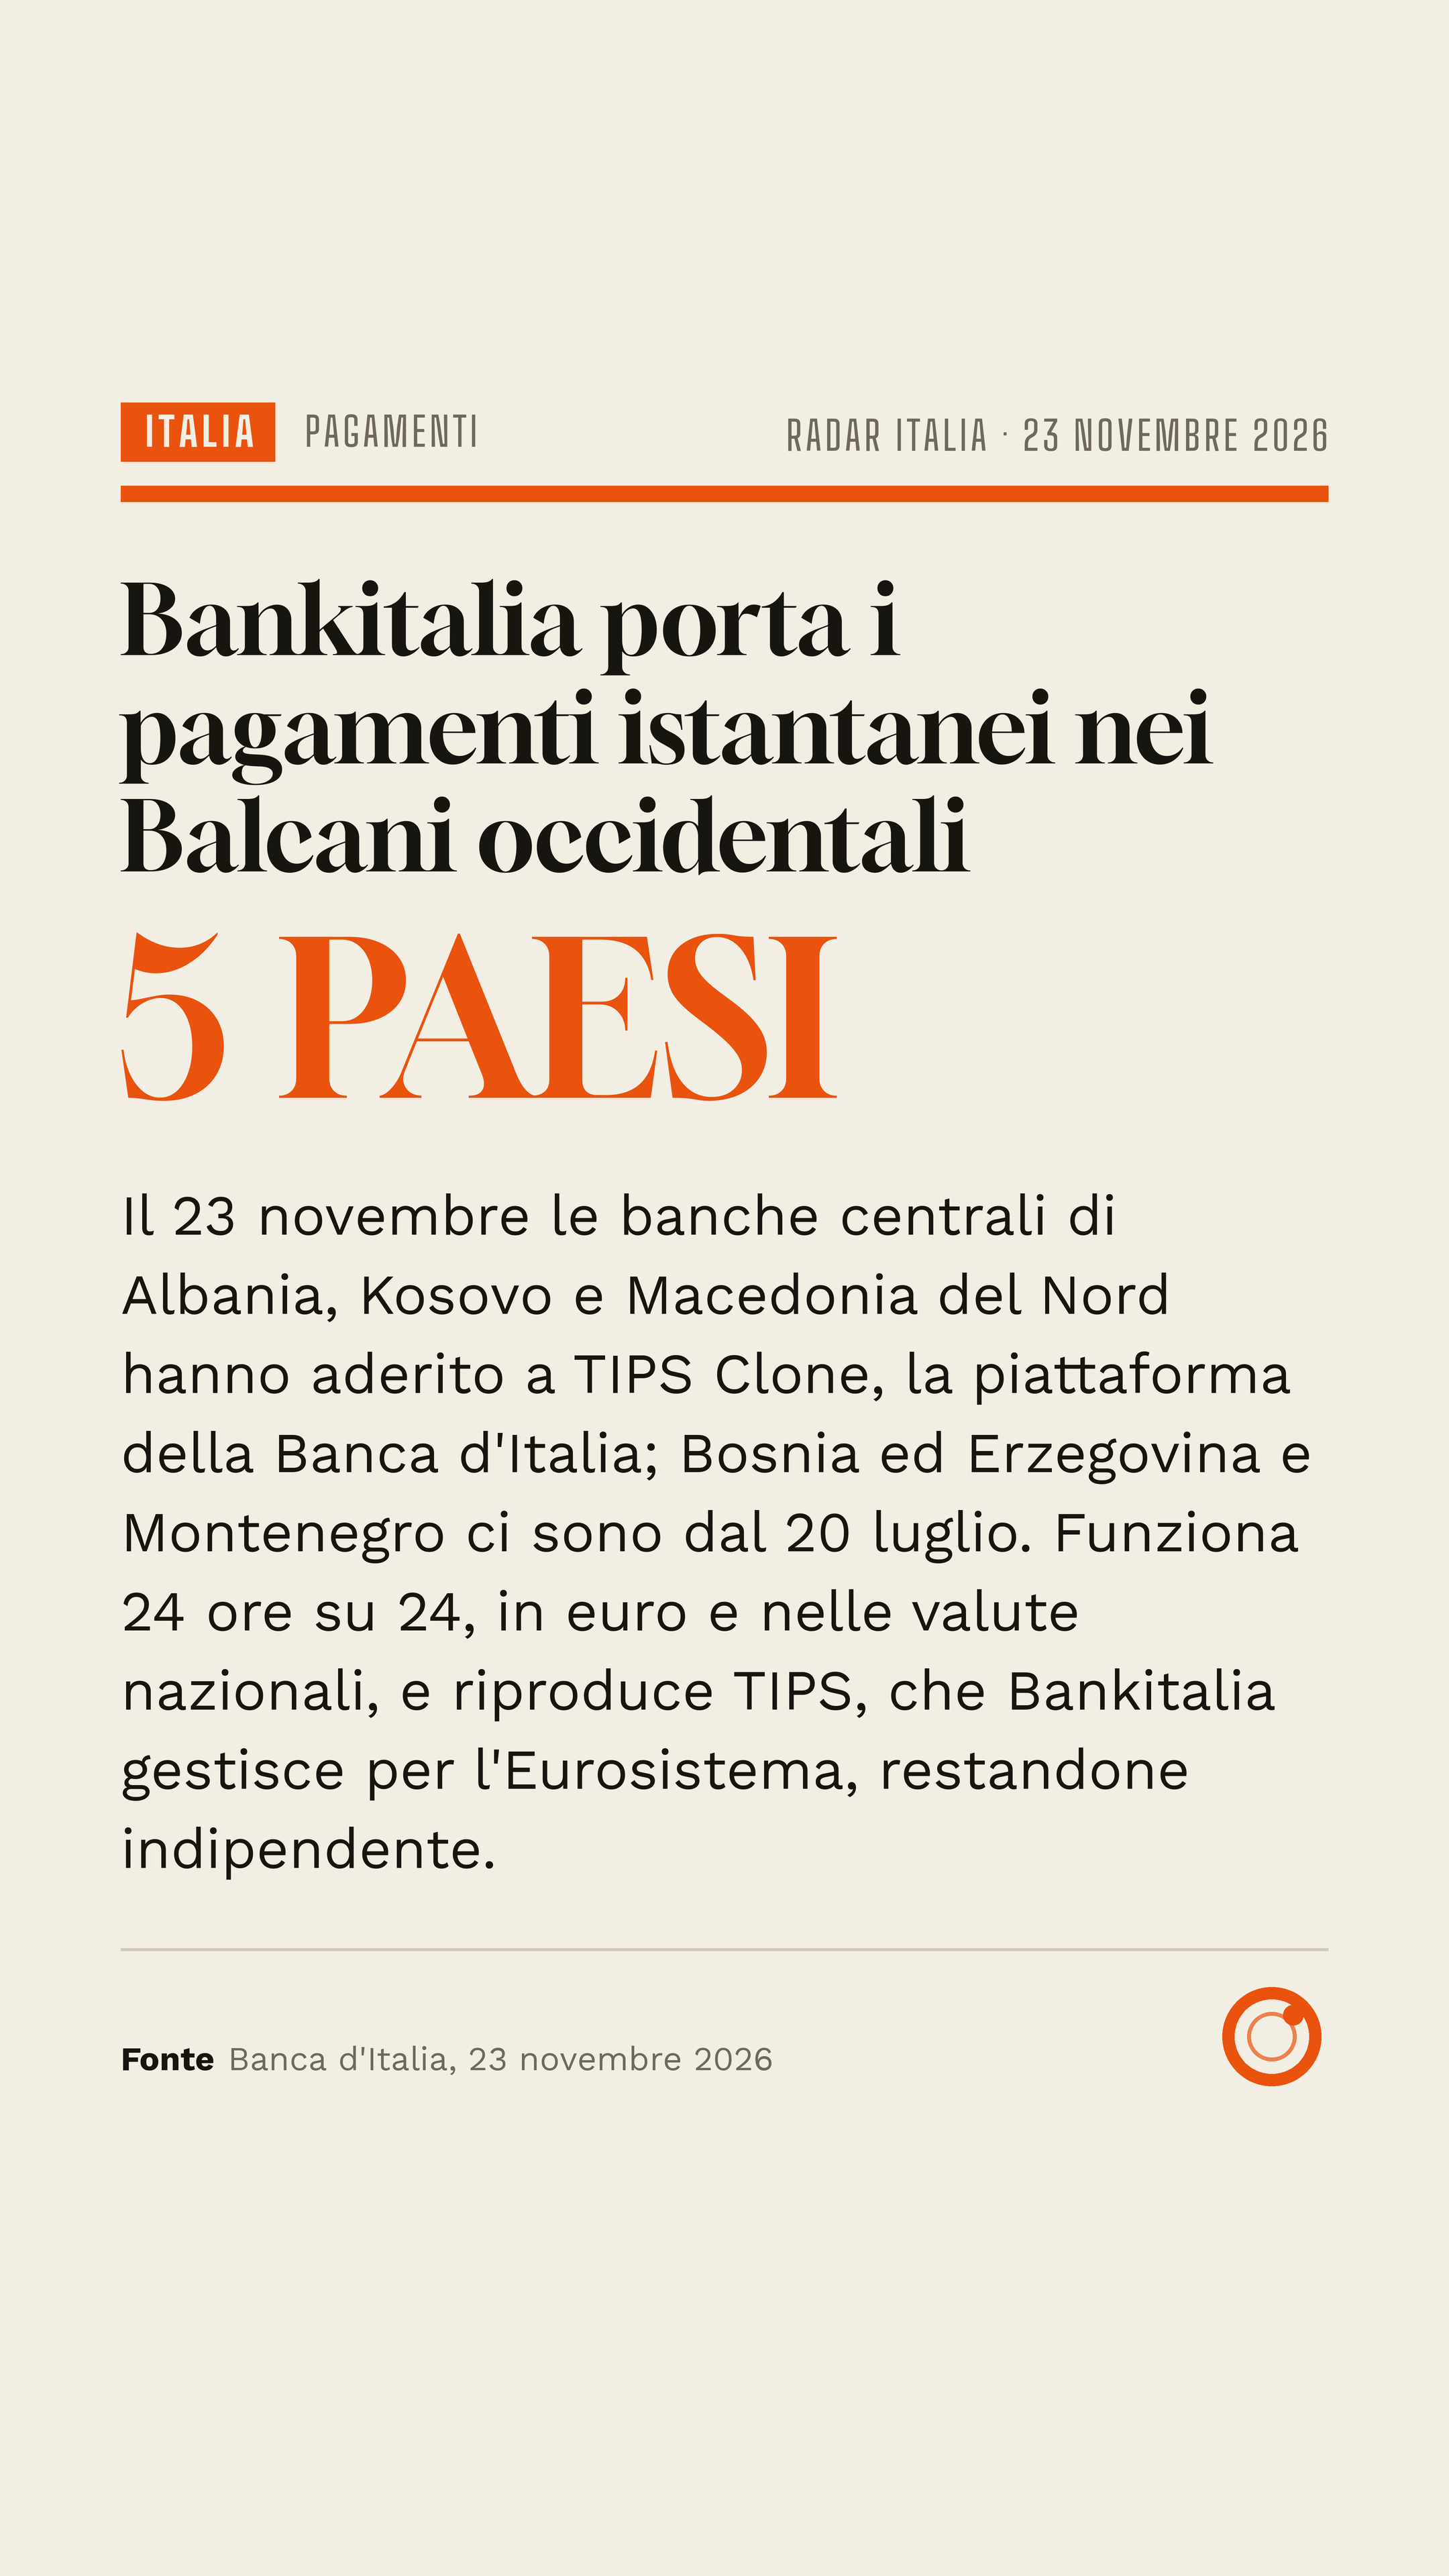 ITALIA PAGAMENTI RADAR ITALIA · 23 NOVEMBRE 2026
Bankitalia porta i
pagamenti istantanei nei
Balcani occidentali
5 PAESI
Il 23 novembre le banche centrali di
Albania, Kosovo e Macedonia del Nord
hanno aderito a TIPS Clone, la piattaforma
della Banca d'Italia; Bosnia ed Erzegovina e
Montenegro ci sono dal 20 luglio. Funziona
24 ore su 24, in euro e nelle valute
nazionali, e riproduce TIPS, che Bankitalia
gestisce per l'Eurosistema, restandone
indipendente.
Fonte Banca d'Italia, 23 novembre 2026